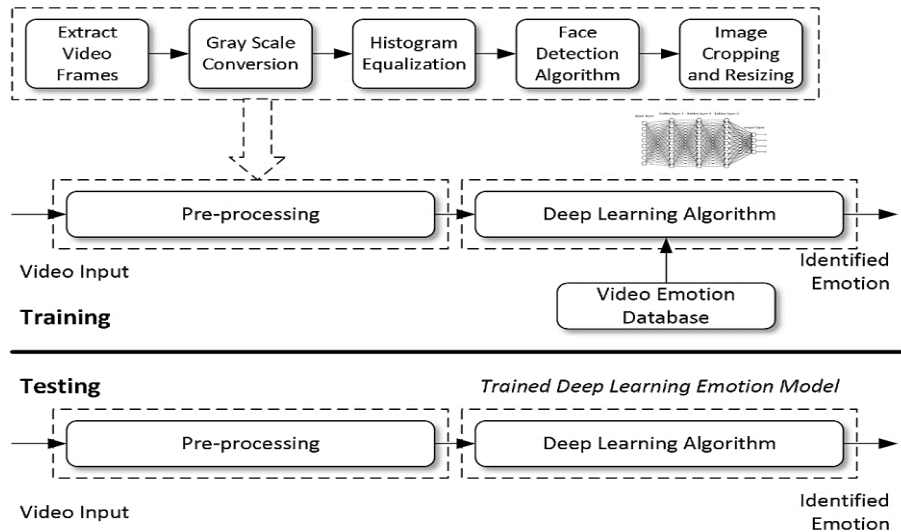 Extract
Video
Frames
Gray Scale
Conversion
Histogram
Equalization
Face
Detection
Algorithm
Image
Cropping
and Resizing
Pre-processing
Deep Learning Algorithm
Video Input
Identified
Emotion
Video Emotion
Database
Training
Testing
Trained Deep Learning Emotion Model
Pre-processing
Deep Learning Algorithm
Video Input
Identified
Emotion